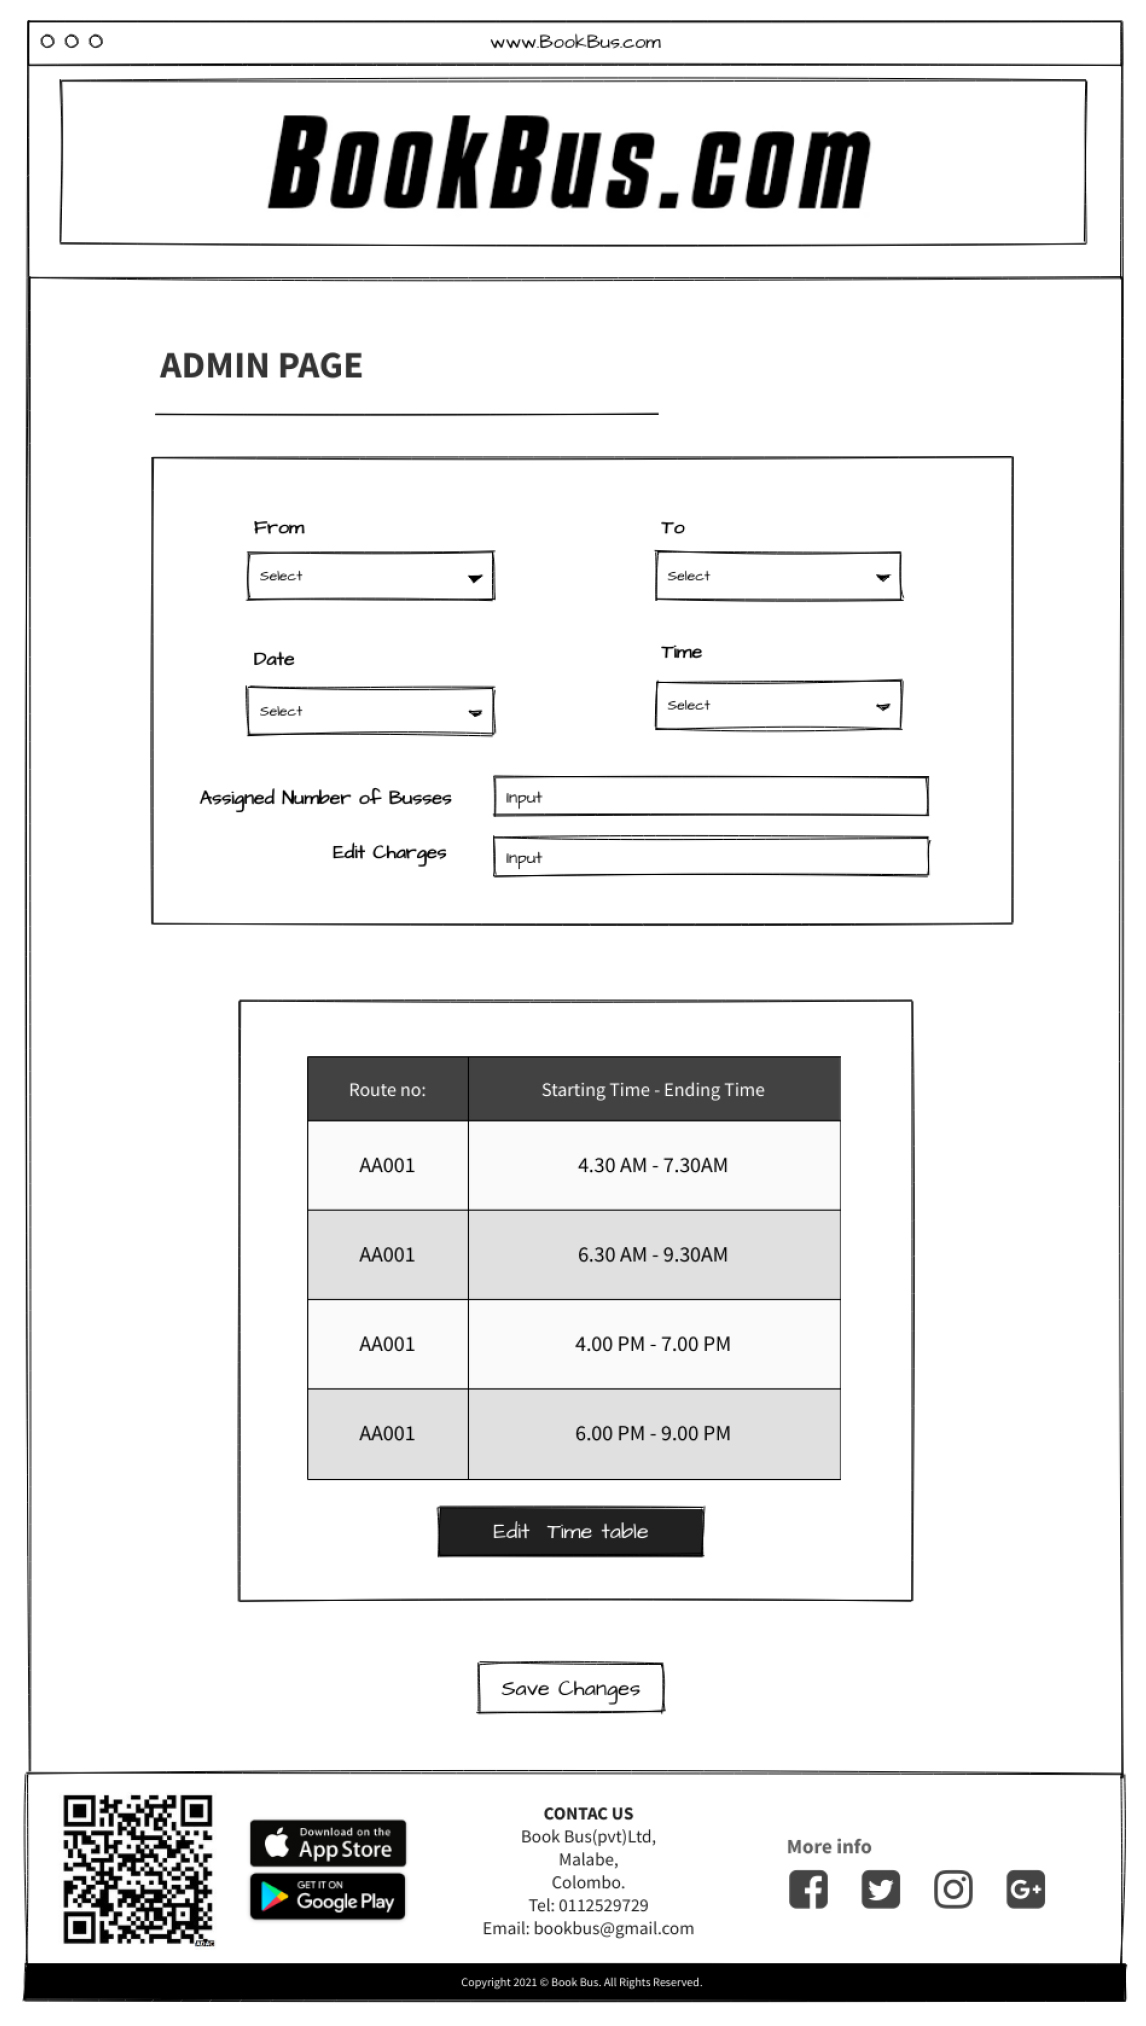 www.BookBus.com
BookBus.com
ADMIN PAGE
From
To
Select
Select
Date
Time
Select
Select
Assigned Number of Busses
Input
Edit Charges
Input
Route no:
Starting Time - Ending Time
AA001
4.30 AM - 7.30AM
AA001
6.30 AM - 9.30AM
AA001
4.00 PM - 7.00 PM
AA001
6.00 PM - 9.00 PM
Edit Time table
Save Changes
Download on the
App Store
GET IT ON
Google Play
CONTAC US
Book Bus(pvt)Ltd,
Malabe,
Colombo.
Tel: 0112529729
Email: bookbus@gmail.com
More info
G+
Copyright 2021 © Book Bus. All Rights Reserved.